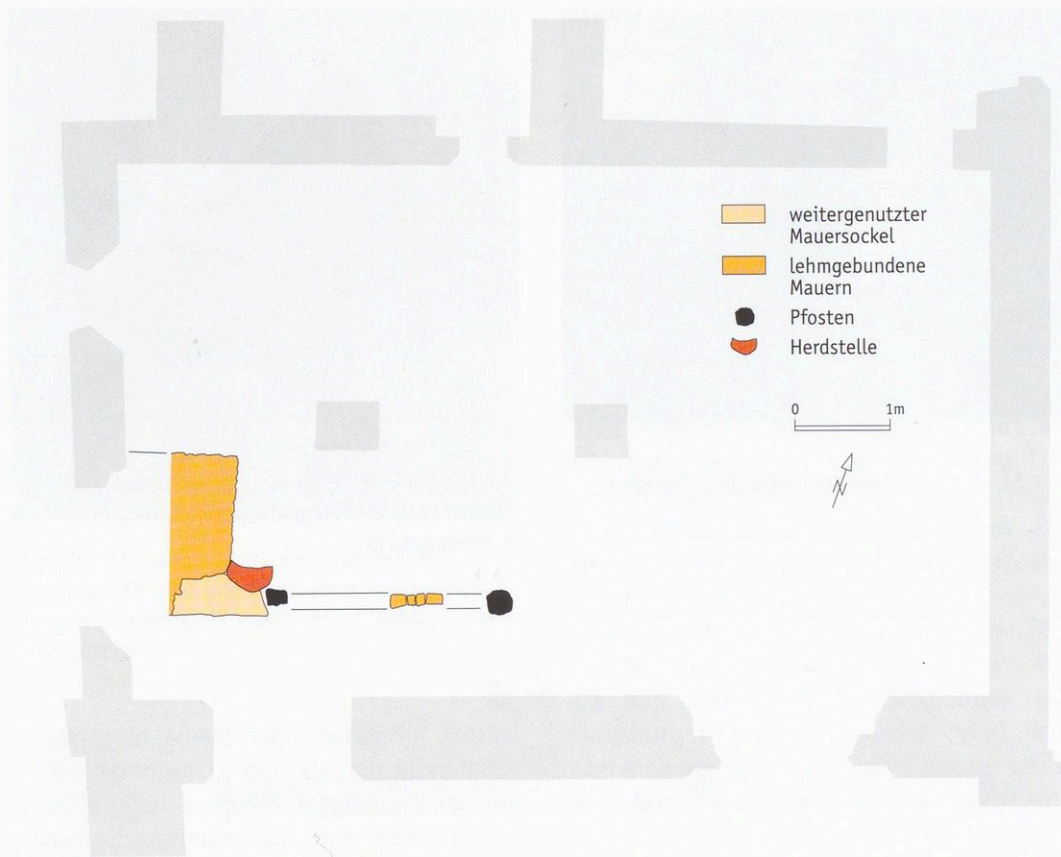 weitergenutzter
Mauersockel
lehmgebundene
Mauern
Pfosten
Herdstelle
0 1m
N